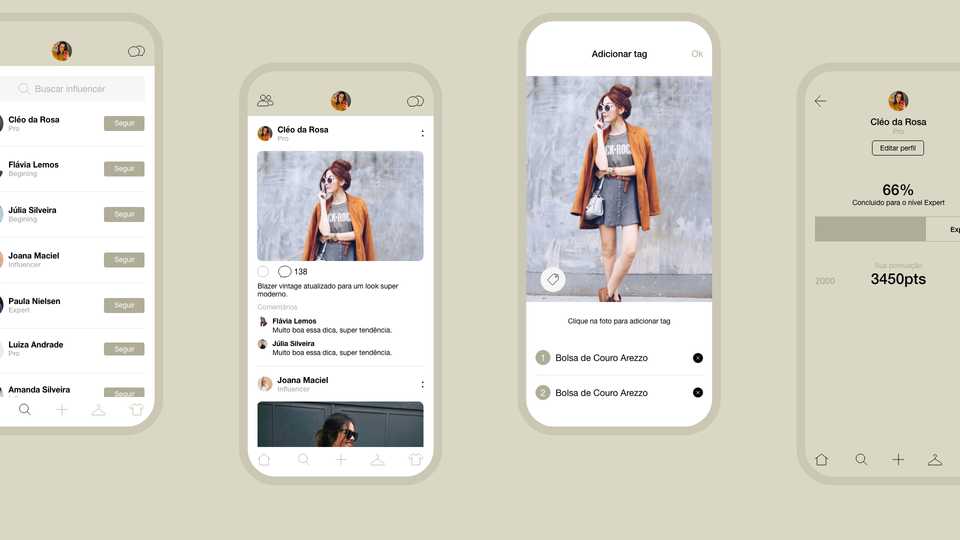 Buscar influencer
Cléo da Rosa
Pro
Seguir
Flávia Lemos
Begining
Seguir
Júlia Silveira
Begining
Seguir
Joana Maciel
Influencer
Seguir
Paula Nielsen
Expert
Seguir
Luiza Andrade
Pro
Seguir
Amanda Silveira
Seguir
Cléo da Rosa
Pro
CK-ROC
138
Blazer vintage atualizado para um look super
moderno.
Comentários
Flávia Lemos
Muito boa essa dica, super tendência.
Júlia Silveira
Muito boa essa dica, super tendência.
Joana Maciel
Influencer
Adicionar tag
Ok
CK-ROC
Clique na foto para adicionar tag
1 Bolsa de Couro Arezzo
2 Bolsa de Couro Arezzo
Cléo da Rosa
Pro
Editar perfil
66%
Concluido para o nível Expert
Exp
Sua pontuação
2000
3450pts